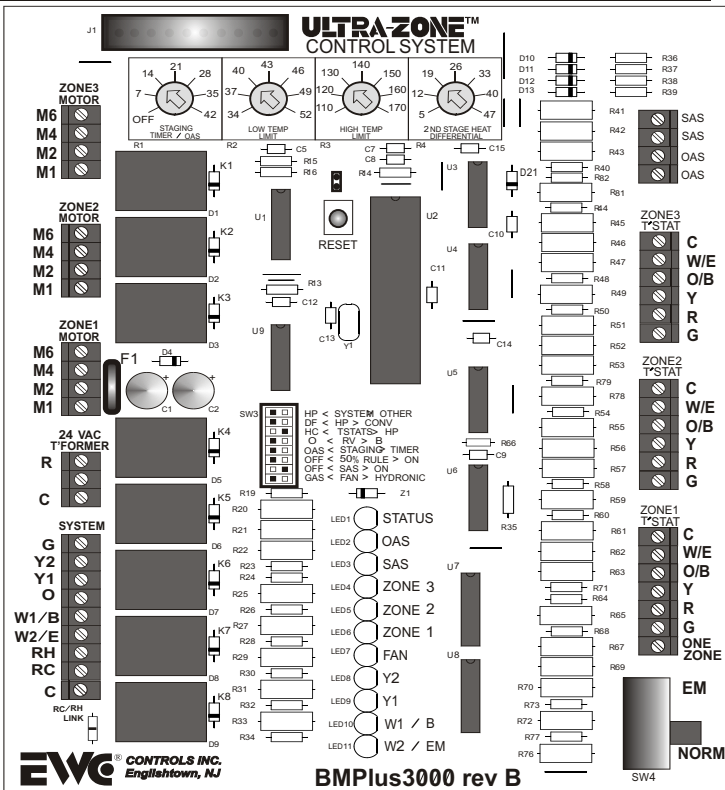 J1
ULTRA-ZONE™
CONTROL SYSTEM
OFF 7 14 21 28 35 42
STAGING
TIMER / OAS
34 37 40 43 46 49 52
LOW TEMP
LIMIT
110 120 130 140 150 160 170
HIGH TEMP
LIMIT
5 12 19 26 33 40 47
2ND STAGE HEAT
DIFFERENTIAL
R1
R2
R3
R4
D10
D11
D12
D13
R36
R37
R38
R39
ZONE3
MOTOR
M6
M4
M2
M1
ZONE2
MOTOR
M6
M4
M2
M1
ZONE1
MOTOR
M6
M4
M2
M1
24 VAC
T'FORMER
R
C
SYSTEM
G
Y2
Y1
O
W1/B
W2/E
RH
RC
C
RC/RH
LINK
K1
D1
K2
D2
K3
D3
F1
D4
C1
C2
K4
D5
K5
D6
K6
D7
K7
D8
K8
D9
C5
R15
R16
U1
R13
C12
U9
RESET
C7
C8
R14
U2
C13
Y1
C11
U3
C15
D21
C10
U4
C14
U5
R66
C9
U6
R35
U7
U8
SW3
HP < SYSTEM OTHER
DF < HP > CONV
HC < TSTATS > HP
O < RV > B
OAS < STAGING > TIMER
OFF < 50% RULE > ON
OFF < SAS > ON
GAS < FAN > HYDRONIC
R19
R20
R21
R22
R23
R24
R25
R26
R27
R28
R29
R30
R31
R32
R33
R34
Z1
LED1 STATUS
LED2 OAS
LED3 SAS
LED4 ZONE 3
LED5 ZONE 2
LED6 ZONE 1
LED7 FAN
LED8 Y2
LED9 Y1
LED10 W1 / B
LED11 W2 / EM
R41
R42
R43
R40
R82
R81
R44
R45
R46
R47
R48
R49
R50
R51
R52
R53
R79
R78
R54
R55
R56
R57
R58
R59
R60
R61
R62
R63
R71
R64
R65
R68
R67
R69
R70
R73
R72
R77
R76
SAS
SAS
OAS
OAS
ZONE3
T'STAT
C
W/E
O/B
Y
R
G
ZONE2
T'STAT
C
W/E
O/B
Y
R
G
ZONE1
T'STAT
C
W/E
O/B
Y
R
G
ONE
ZONE
EM
NORM
SW4
EWC® CONTROLS INC.
Englishtown, NJ
BMPlus3000 rev B